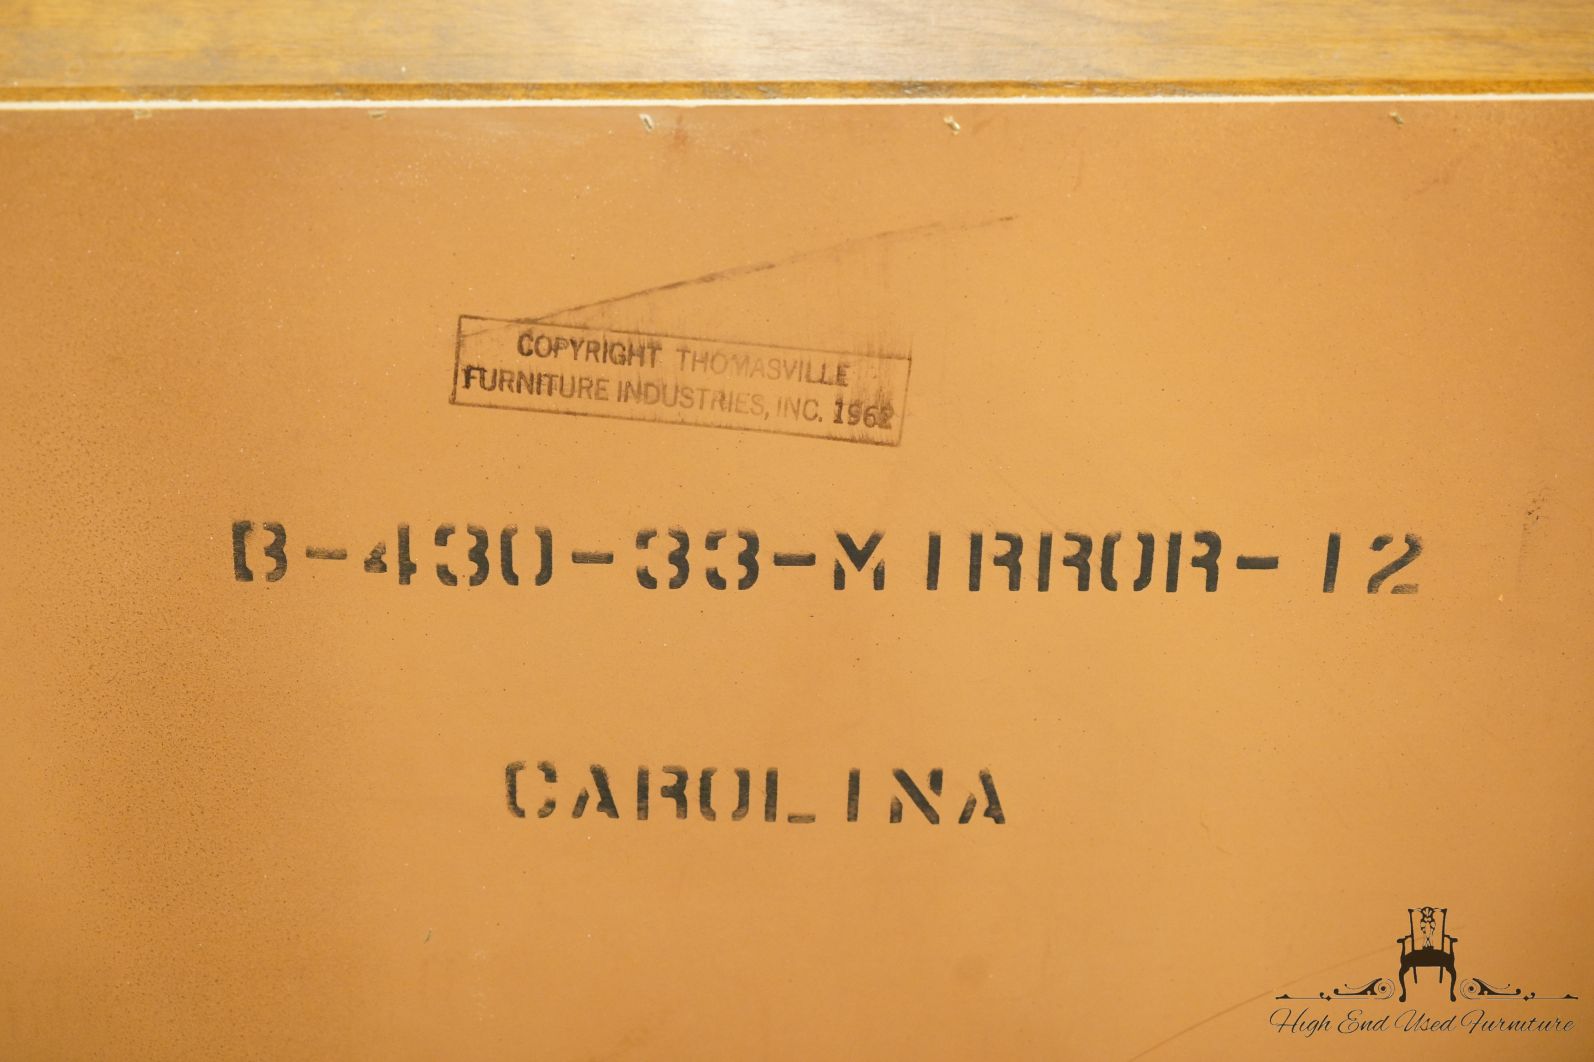 COPYRIGHT THOMASVILLE
FURNITURE INDUSTRIES, INC. 1962
B-430-33-MIRROR-12
CAROLINA
High End Used Furniture